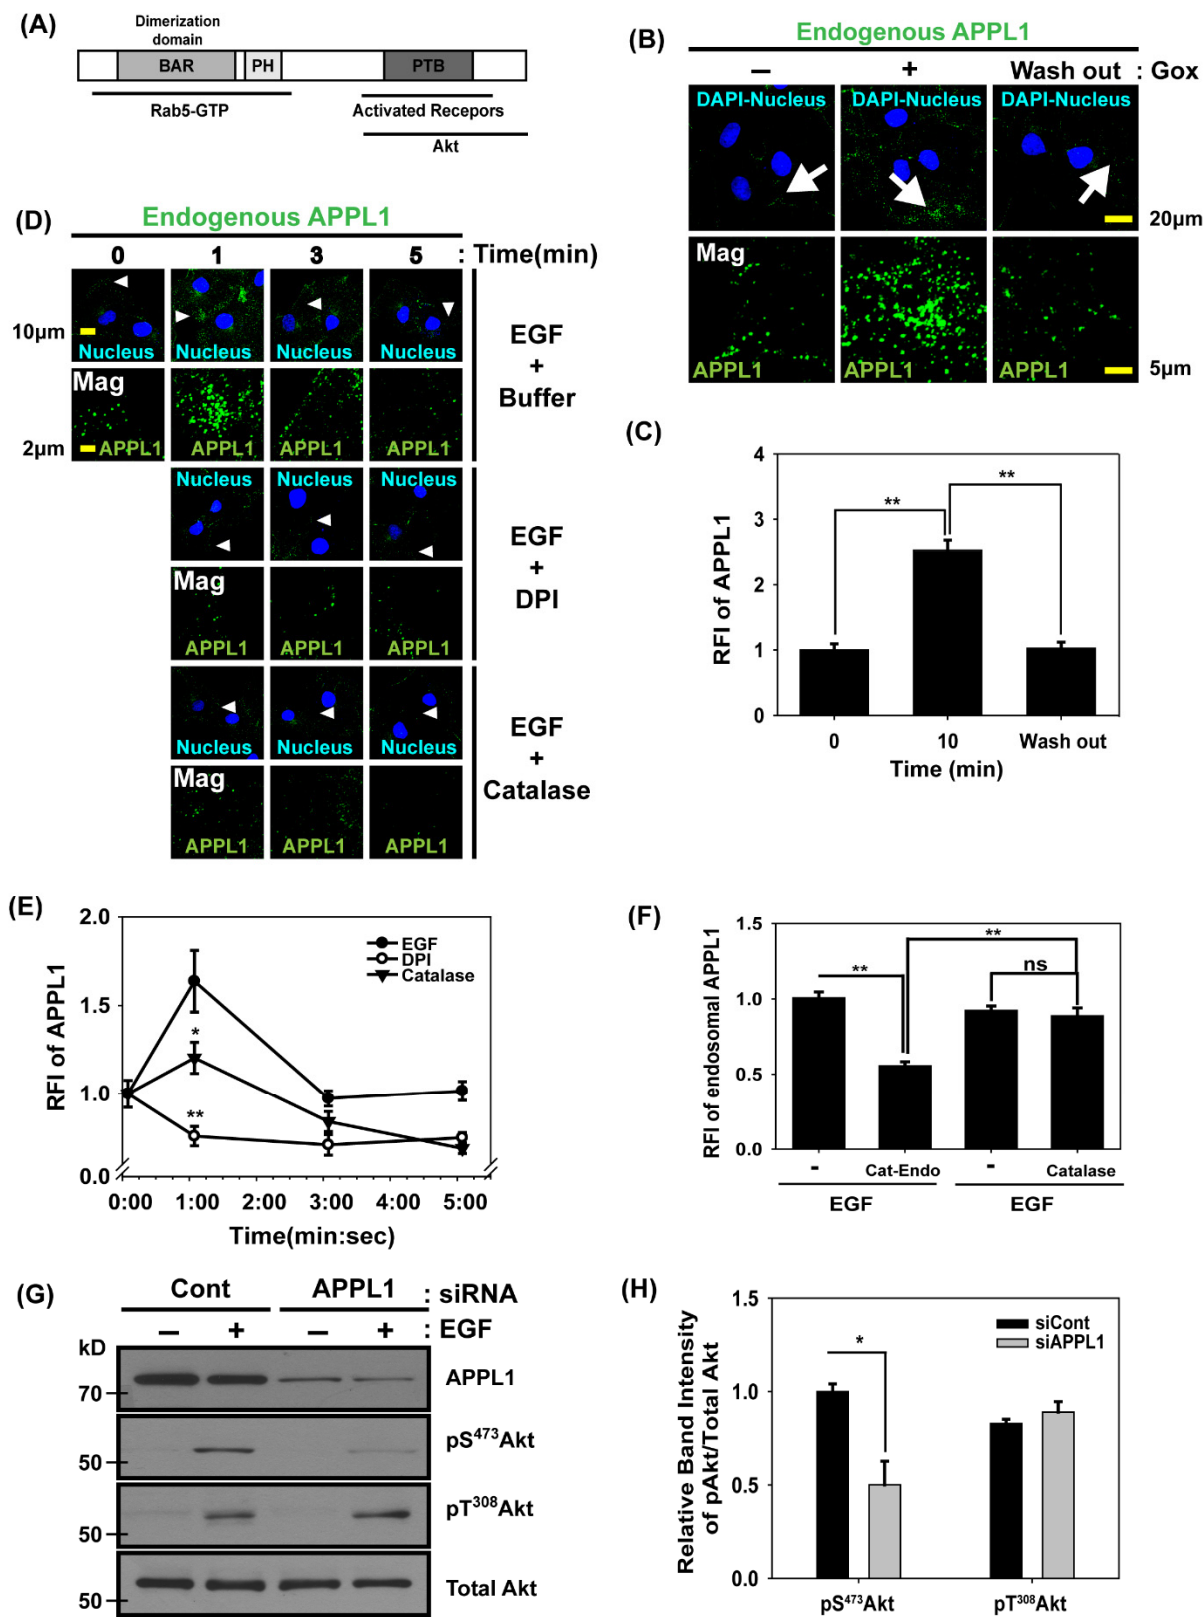 (A)
Dimerization
domain
BAR PH PTB
Rab5-GTP
Activated Recepors
Akt
(B)
Endogenous APPL1
– + Wash out : Gox
DAPI-Nucleus DAPI-Nucleus DAPI-Nucleus
20µm
Mag
APPL1 APPL1 APPL1
5µm
(C)
RFI of APPL1
4
3
2
1
0
** **
0 10 Wash out
Time (min)
(D)
Endogenous APPL1
0 1 3 5 : Time(min)
10µm
Nucleus Nucleus Nucleus Nucleus
Mag
2µm
APPL1 APPL1 APPL1 APPL1
EGF
+
Buffer
Nucleus Nucleus Nucleus
Mag
APPL1 APPL1 APPL1
EGF
+
DPI
Nucleus Nucleus Nucleus
Mag
APPL1 APPL1 APPL1
EGF
+
Catalase
(E)
RFI of APPL1
2.0
1.5
1.0
0.0
EGF
DPI
Catalase
*
**
0:00 1:00 2:00 3:00 4:00 5:00
Time(min:sec)
(F)
RFI of endosomal APPL1
1.5
1.0
0.5
0.0
**
**
ns
- Cat-Endo - Catalase
EGF EGF
(G)
Cont APPL1 : siRNA
– + – + : EGF
kD
70
APPL1
50
pS473Akt
50
pT308Akt
50
Total Akt
(H)
Relative Band Intensity
of pAkt/Total Akt
1.5
1.0
0.5
0.0
siCont
siAPPL1
*
pS473Akt pT308Akt